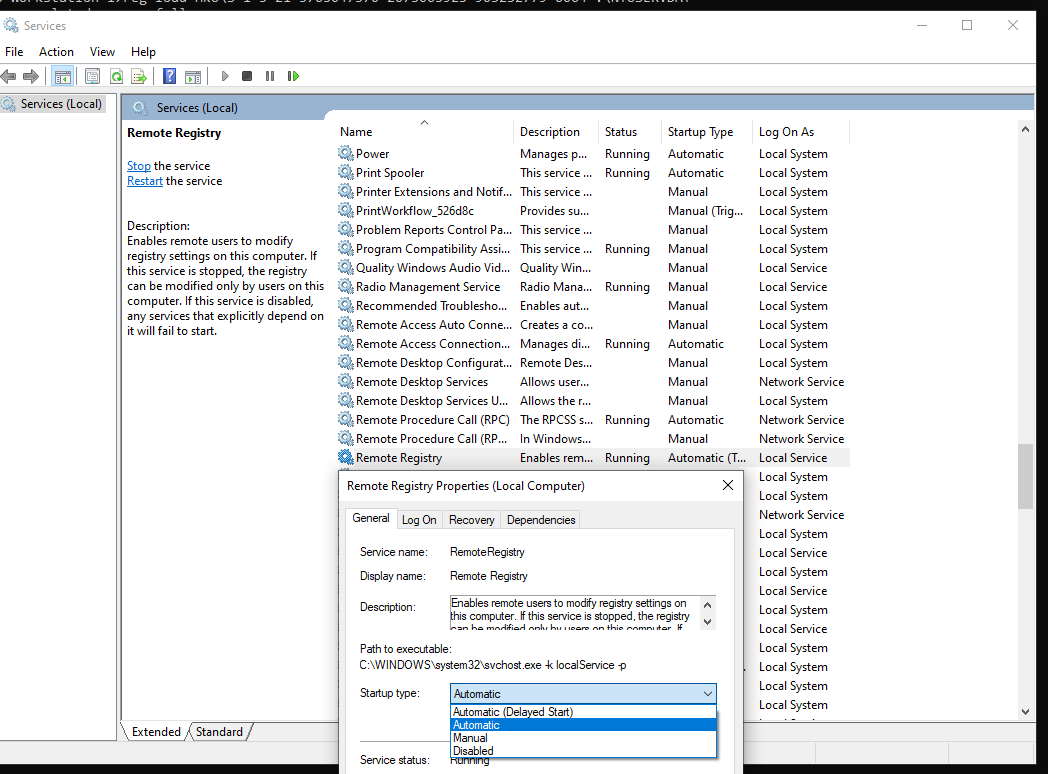 Services
File Action View Help
Services (Local)
Services (Local)
Remote Registry
Stop the service
Restart the service
Description:
Enables remote users to modify
registry settings on this computer. If
this service is stopped, the registry
can be modified only by users on this
computer. If this service is disabled,
any services that explicitly depend on
it will fail to start.
Name Description Status Startup Type Log On As
Power Manages p... Running Automatic Local System
Print Spooler This service ... Running Automatic Local System
Printer Extensions and Notif... This service ... Manual Local System
PrintWorkflow_526d8c Provides su... Manual (Trig... Local System
Problem Reports Control Pa... This service ... Manual Local System
Program Compatibility Assi... This service ... Running Manual Local System
Quality Windows Audio Vid... Quality Win... Manual Local Service
Radio Management Service Radio Mana... Running Manual Local Service
Recommended Troublesho... Enables aut... Manual Local System
Remote Access Auto Conne... Creates a co... Manual Local System
Remote Access Connection... Manages di... Running Automatic Local System
Remote Desktop Configurat... Remote Des... Manual Local System
Remote Desktop Services Allows user... Manual Network Service
Remote Desktop Services U... Allows the r... Manual Local System
Remote Procedure Call (RPC) The RPCSS s... Running Automatic Network Service
Remote Procedure Call (RP... In Windows... Manual Network Service
Remote Registry Enables rem... Running Automatic (T... Local Service
Local System
Local System
Network Service
Local System
Local Service
Local System
Local Service
Local System
Local Service
Local System
Local System
Local System
Local System
Remote Registry Properties (Local Computer)
General Log On Recovery Dependencies
Service name: RemoteRegistry
Display name: Remote Registry
Description: Enables remote users to modify registry settings on
this computer. If this service is stopped, the registry
can be modified only by users on this computer. If
Path to executable:
C:\WINDOWS\system32\svchost.exe -k localService -p
Startup type: Automatic
Automatic (Delayed Start)
Automatic
Manual
Disabled
Service status: Running
Extended Standard